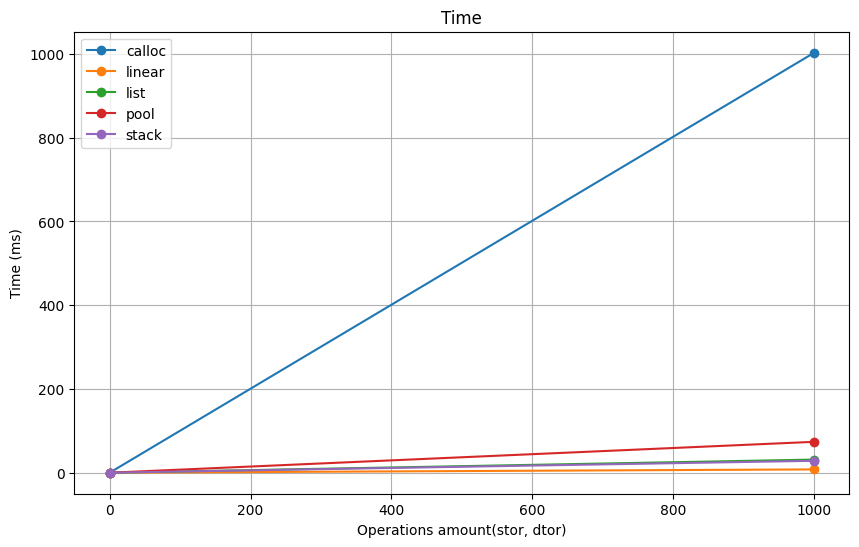 Time
calloc
linear
list
pool
stack
Time (ms)
1000
800
600
400
200
0
0 200 400 600 800 1000
Operations amount(stor, dtor)